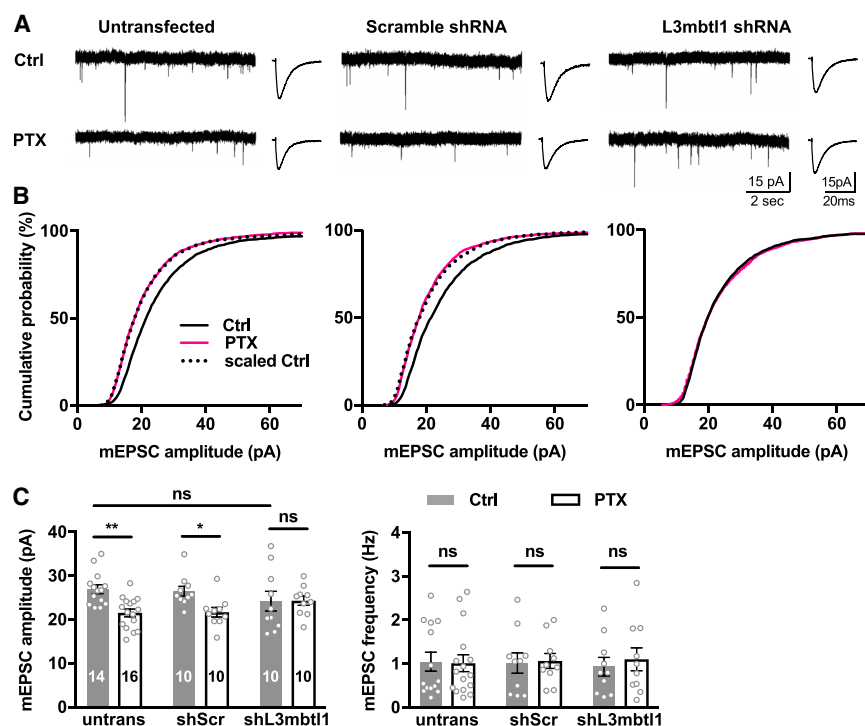 A
Untransfected
Scramble shRNA
L3mbtl1 shRNA
Ctrl
PTX
15 pA
2 sec
15pA
20ms
B
Cumulative probability (%)
100
50
0
0 20 40 60
mEPSC amplitude (pA)
Ctrl
PTX
scaled Ctrl
100
50
0
0 20 40 60
mEPSC amplitude (pA)
100
50
0
0 20 40 60
mEPSC amplitude (pA)
C
mEPSC amplitude (pA)
40
30
20
10
0
ns
**
*
ns
14 16 10 10 10 10
untrans shScr shL3mbtl1
Ctrl PTX
mEPSC frequency (Hz)
4
3
2
1
0
ns ns ns
untrans shScr shL3mbtl1